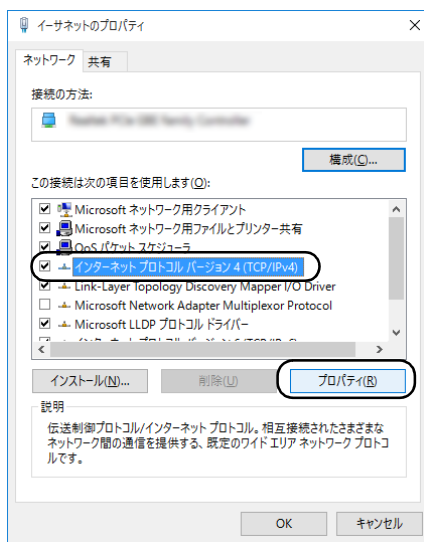 イーサネットのプロパティ
ネットワーク 共有
接続の方法:
構成(C)...
この接続は次の項目を使用します(O):
Microsoft ネットワーク用クライアント
Microsoft ネットワーク用ファイルとプリンター共有
QoS パケット スケジューラ
インターネット プロトコル バージョン 4 (TCP/IPv4)
Link-Layer Topology Discovery Mapper I/O Driver
Microsoft Network Adapter Multiplexor Protocol
Microsoft LLDP プロトコル ドライバー
インストール(N)... 削除(U) プロパティ(R)
説明
伝送制御プロトコル/インターネット プロトコル。相互接続されたさまざまな
ネットワーク間の通信を提供する、既定のワイド エリア ネットワーク プロトコ
ルです。
OK キャンセル